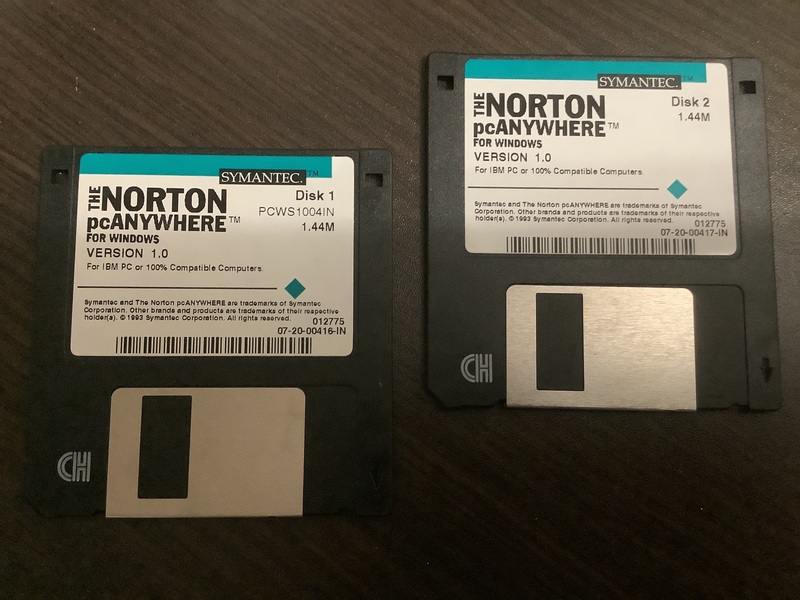 SYMANTEC.™
THE NORTON
pcANYWHERE™
FOR WINDOWS
VERSION 1.0
For IBM PC or 100% Compatible Computers.
Disk 1
PCWS1004IN
1.44M
Symantec and The Norton pcANYWHERE are trademarks of Symantec
Corporation. Other brands and products are trademarks of their respective
holder(s). © 1993 Symantec Corporation. All rights reserved.
012775
07-20-00416-IN
CH
SYMANTEC.™
THE NORTON
pcANYWHERE™
FOR WINDOWS
VERSION 1.0
For IBM PC or 100% Compatible Computers.
Disk 2
1.44M
Symantec and The Norton pcANYWHERE are trademarks of Symantec
Corporation. Other brands and products are trademarks of their respective
holder(s). © 1993 Symantec Corporation. All rights reserved.
012775
07-20-00417-IN
CH